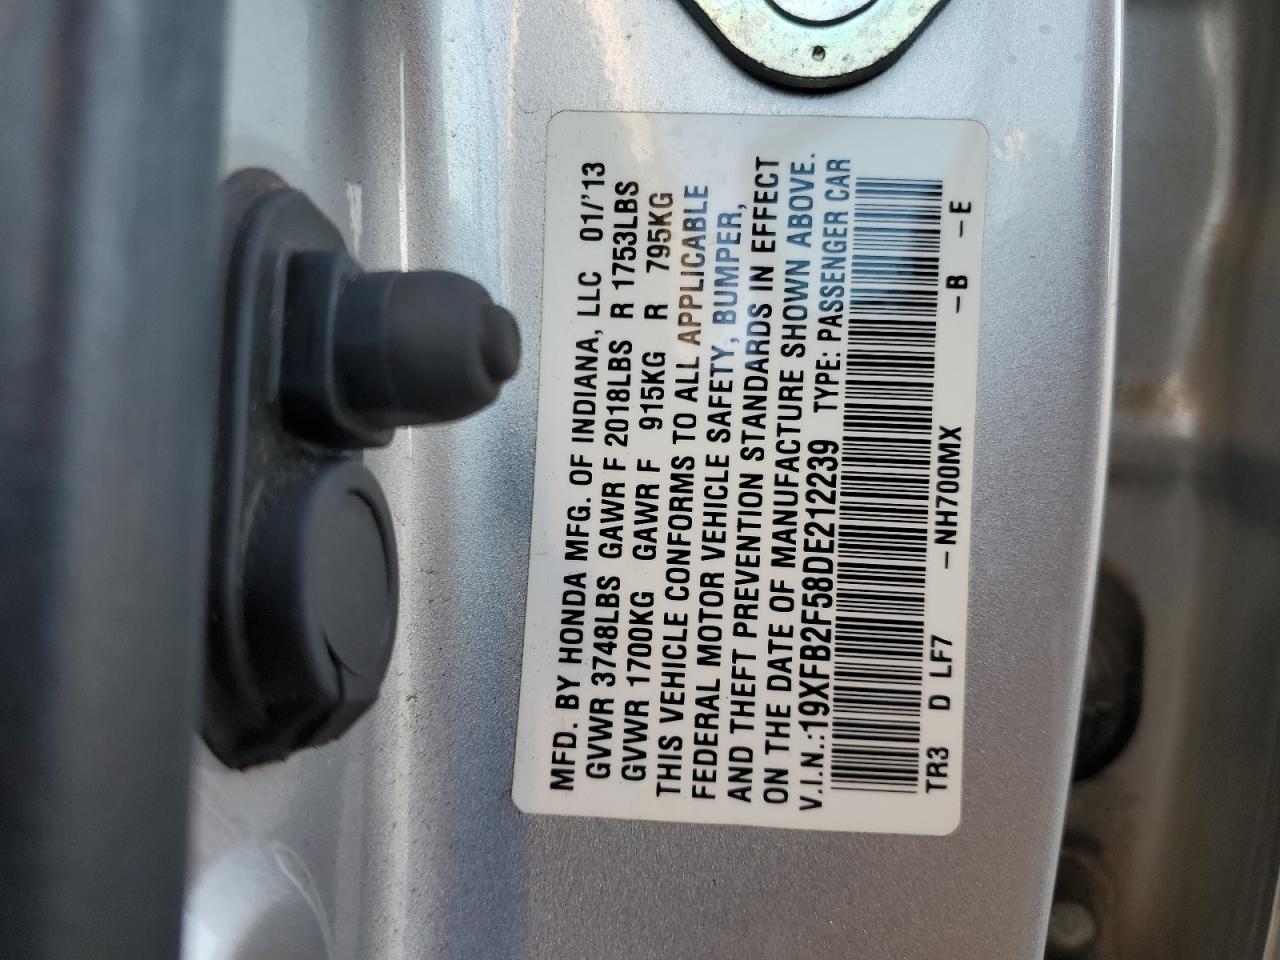 MFD. BY HONDA MFG. OF INDIANA, LLC 01/'13
GVWR 3748LBS GAWR F 2018LBS R 1753LBS
GVWR 1700KG GAWR F 915KG R 795KG
THIS VEHICLE CONFORMS TO ALL APPLICABLE
FEDERAL MOTOR VEHICLE SAFETY, BUMPER,
AND THEFT PREVENTION STANDARDS IN EFFECT
ON THE DATE OF MANUFACTURE SHOWN ABOVE.
V.I.N.:19XFB2F58DE212239 TYPE: PASSENGER CAR
TR3 D LF7 -NH700MX -B -E